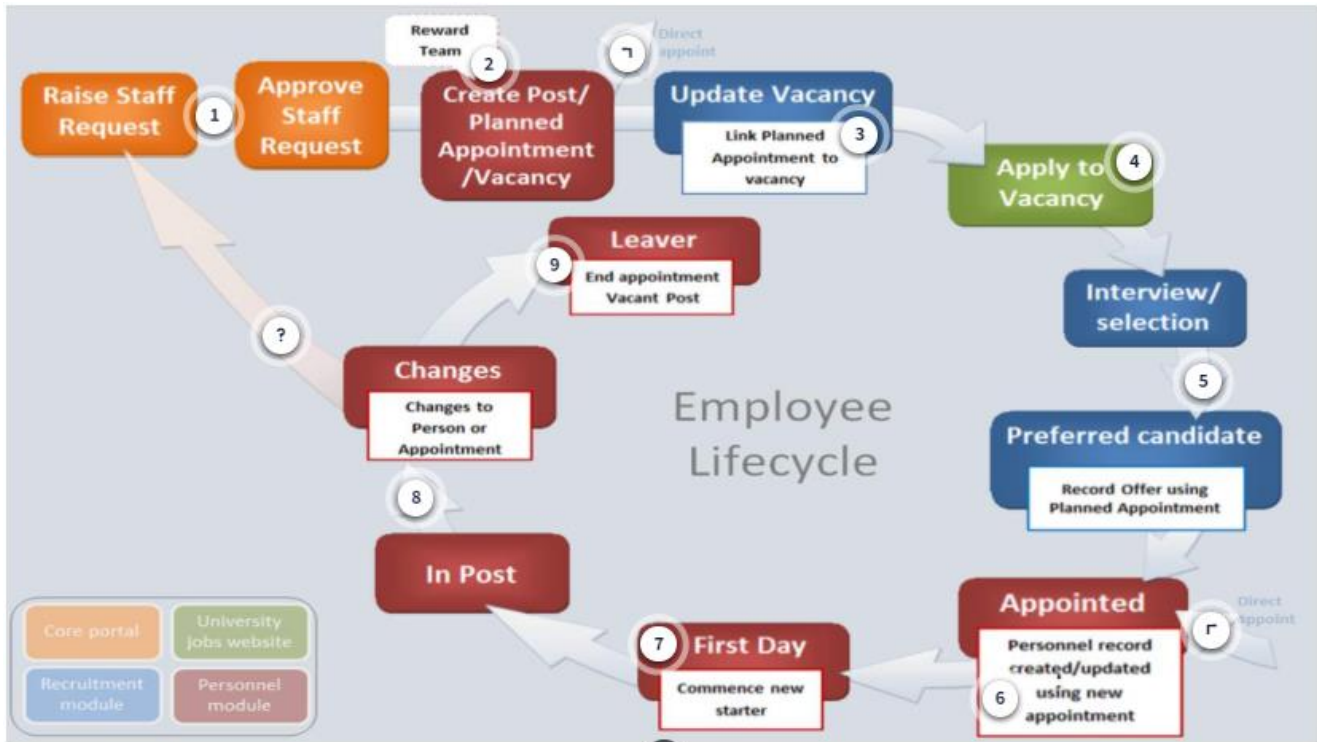 Reward
Team
2
ㄱ
Direct
appoint
Raise Staff
Request
1
Approve
Staff
Request
Create Post/
Planned
Appointment
/Vacancy
Update Vacancy
Link Planned
Appointment to
vacancy
3
Apply to
Vacancy
4
Interview/
selection
5
Preferred candidate
Record Offer using
Planned Appointment
Appointed
Personnel record
created/updated
using new
appointment
6
Direct
appoint
First Day
7
Commence new
starter
In Post
8
Changes
Changes to
Person or
Appointment
?
Leaver
9
End appointment
Vacant Post
Employee
Lifecycle
Core portal
University
jobs website
Recruitment
module
Personnel
module